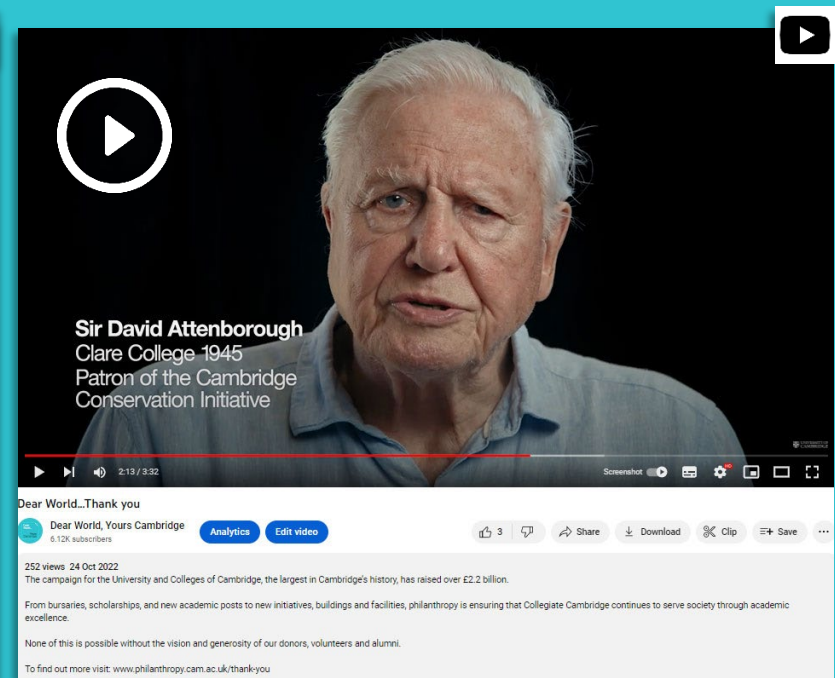 Sir David Attenborough
Clare College 1945
Patron of the Cambridge
Conservation Initiative
UNIVERSITY OF
CAMBRIDGE
2:13 / 3:32
Screenshot
HD
Dear World...Thank you
Dear World, Yours Cambridge
6.12K subscribers
Analytics
Edit video
3
Share
Download
Clip
Save
252 views 24 Oct 2022
The campaign for the University and Colleges of Cambridge, the largest in Cambridge's history, has raised over £2.2 billion.
From bursaries, scholarships, and new academic posts to new initiatives, buildings and facilities, philanthropy is ensuring that Collegiate Cambridge continues to serve society through academic
excellence.
None of this is possible without the vision and generosity of our donors, volunteers and alumni.
To find out more visit: www.philanthropy.cam.ac.uk/thank-you